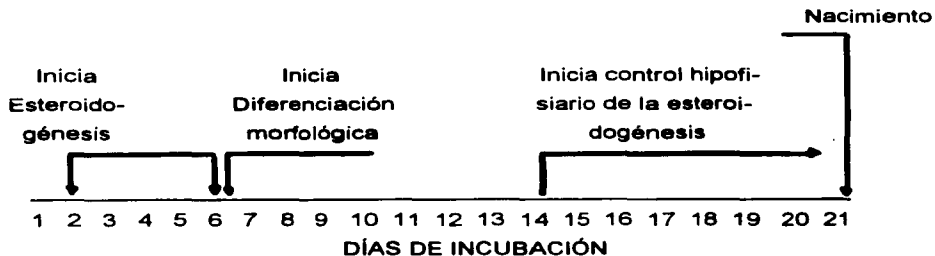 Nacimiento
Inicia
Esteroido-
génesis
Inicia
Diferenciación
morfológica
Inicia control hipofi-
siario de la esteroi-
dogénesis
1 2 3 4 5 6 7 8 9 10 11 12 13 14 15 16 17 18 19 20 21
DÍAS DE INCUBACIÓN